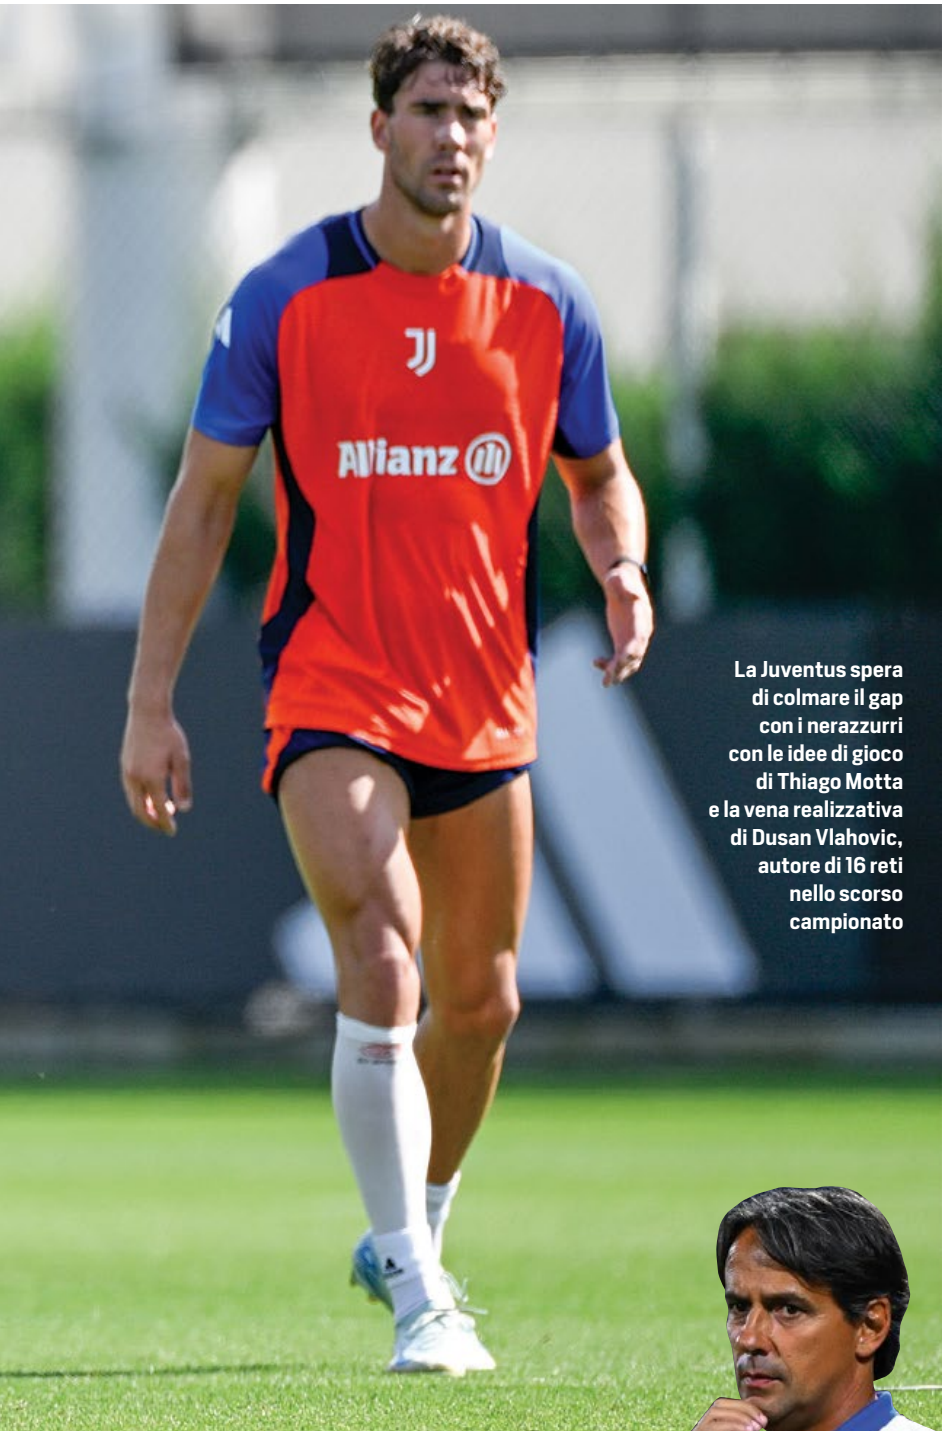 Allianz
La Juventus spera
di colmare il gap
con i nerazzurri
con le idee di gioco
di Thiago Motta
e la vena realizzativa
di Dusan Vlahovic,
autore di 16 reti
nello scorso
campionato